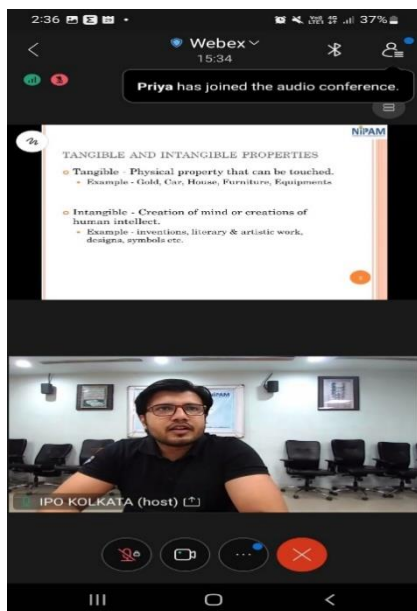 2:36 37%
Webex
15:34
Priya has joined the audio conference.
NiPAM
TANGIBLE AND INTANGIBLE PROPERTIES
Tangible - Physical property that can be touched.
Example - Gold, Car, House, Furniture, Equipments
Intangible - Creation of mind or creations of
human intellect.
Example - inventions, literary & artistic work,
designs, symbols etc.
IPO KOLKATA (host)